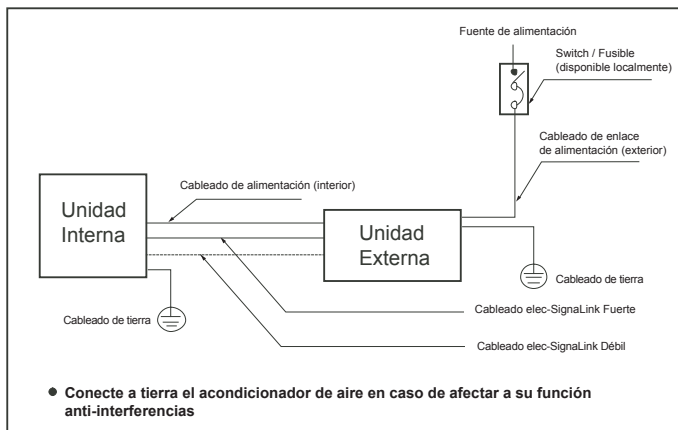 Fuente de alimentación
Switch / Fusible
(disponible localmente)
Cableado de enlace
de alimentación (exterior)
Cableado de alimentación (interior)
Unidad
Interna
Unidad
Externa
Cableado de tierra
Cableado de tierra
Cableado elec-SignaLink Fuerte
Cableado elec-SignaLink Débil
● Conecte a tierra el acondicionador de aire en caso de afectar a su función
anti-interferencias